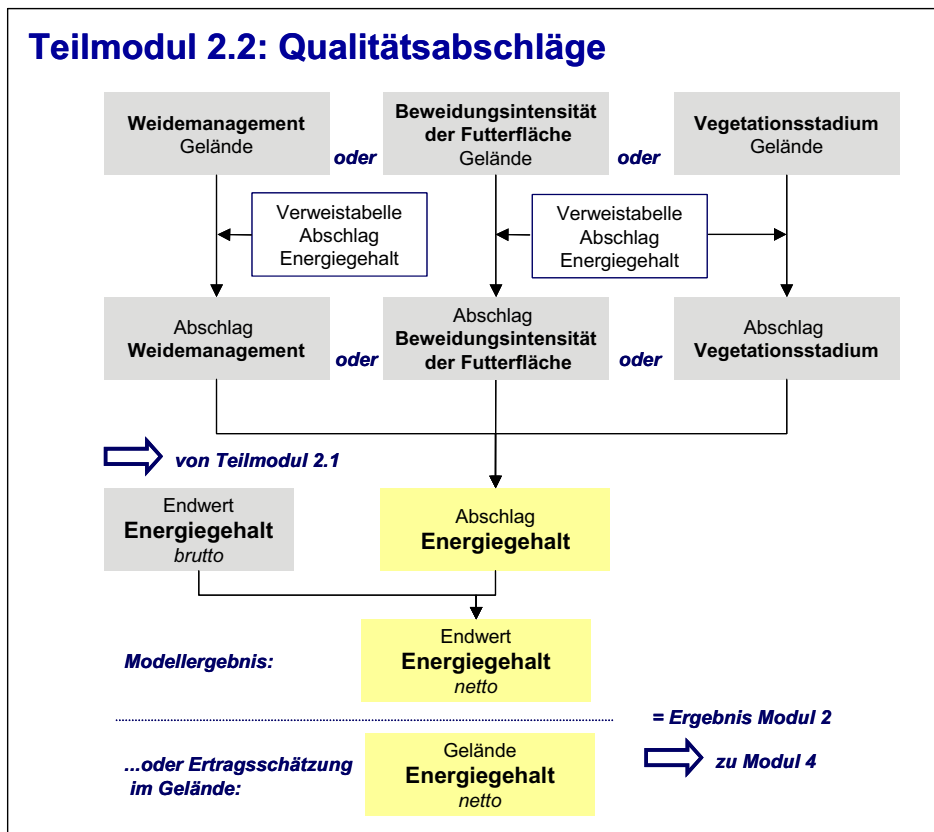 Teilmodul 2.2: Qualitätsabschläge
Weidemanagement
Gelände
oder
Beweidungsintensität
der Futterfläche
Gelände
oder
Vegetationsstadium
Gelände
Verweistabelle
Abschlag
Energiegehalt
Verweistabelle
Abschlag
Energiegehalt
Abschlag
Weidemanagement
oder
Abschlag
Beweidungsintensität
der Futterfläche
oder
Abschlag
Vegetationsstadium
von Teilmodul 2.1
Endwert
Energiegehalt
brutto
Abschlag
Energiegehalt
Modellergebnis:
Endwert
Energiegehalt
netto
= Ergebnis Modul 2
...oder Ertragsschätzung
im Gelände:
Gelände
Energiegehalt
netto
zu Modul 4